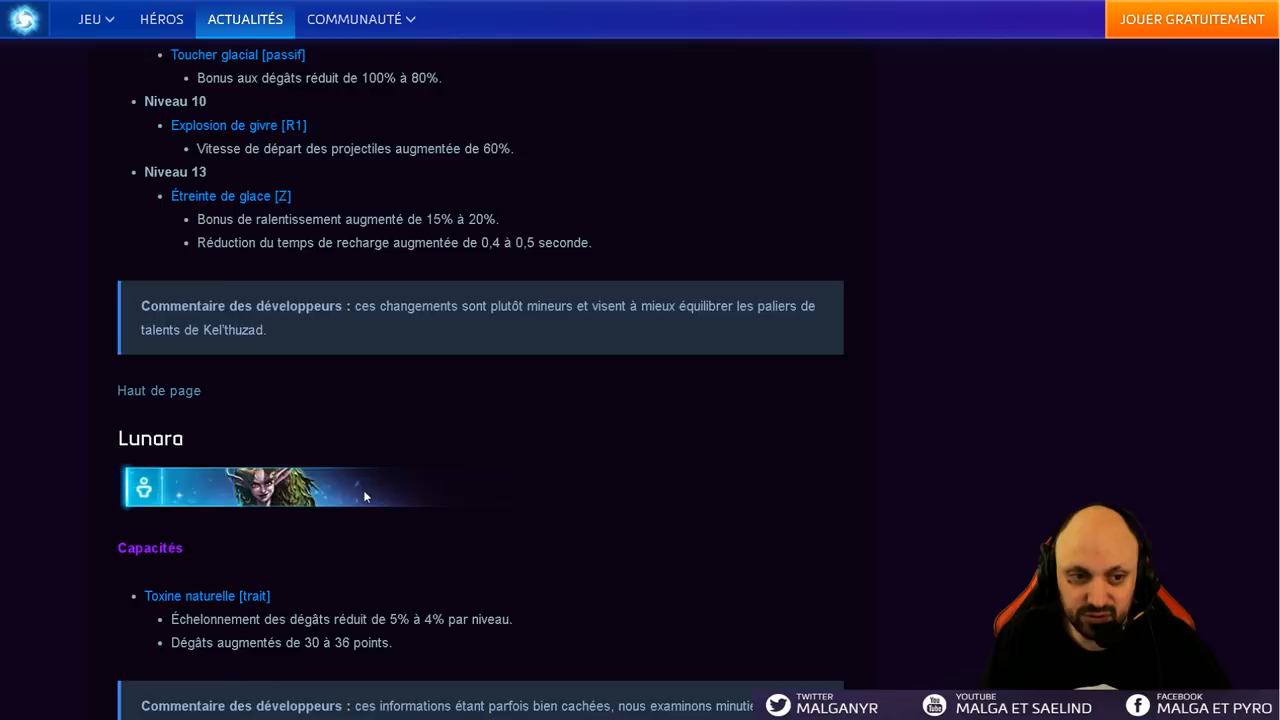 JEU
HÉROS
ACTUALITÉS
COMMUNAUTÉ
JOUER GRATUITEMENT
Toucher glacial [passif]
Bonus aux dégâts réduit de 100% à 80%.
Niveau 10
Explosion de givre [R1]
Vitesse de départ des projectiles augmentée de 60%.
Niveau 13
Étreinte de glace [Z]
Bonus de ralentissement augmenté de 15% à 20%.
Réduction du temps de recharge augmentée de 0,4 à 0,5 seconde.
Commentaire des développeurs : ces changements sont plutôt mineurs et visent à mieux équilibrer les paliers de
talents de Kel'thuzad.
Haut de page
Lunara
Capacités
Toxine naturelle [trait]
Échelonnement des dégâts réduit de 5% à 4% par niveau.
Dégâts augmentés de 30 à 36 points.
Commentaire des développeurs : ces informations étant parfois bien cachées, nous examinons
TWITTER
MALGANYR
YOUTUBE
MALGA ET SAELIND
FACEBOOK
MALGA ET PYRO